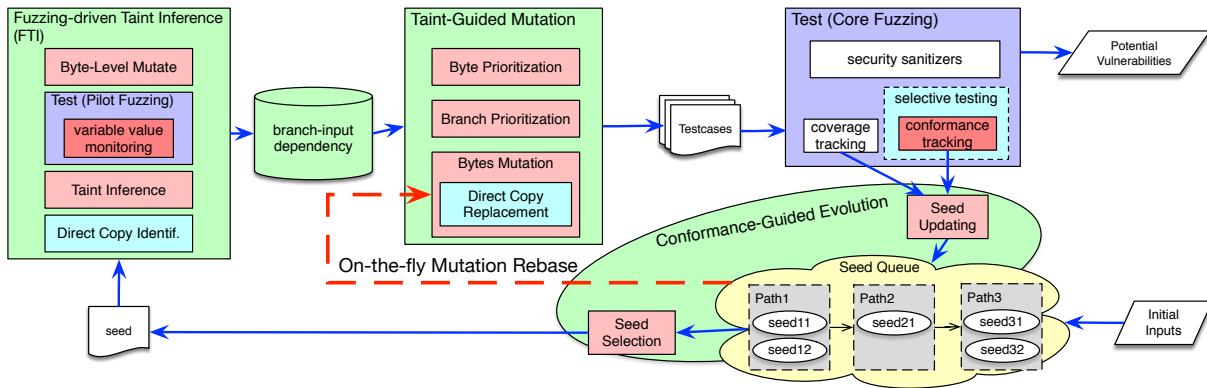 Fuzzing-driven Taint Inference
(FTI)
Byte-Level Mutate
Test (Pilot Fuzzing)
variable value
monitoring
Taint Inference
Direct Copy Identif.
branch-input
dependency
Taint-Guided Mutation
Byte Prioritization
Branch Prioritization
Bytes Mutation
Direct Copy
Replacement
Testcases
Test (Core Fuzzing)
security sanitizers
selective testing
coverage
tracking
conformance
tracking
Potential
Vulnerabilities
Conformance-Guided Evolution
Seed
Updating
On-the-fly Mutation Rebase
Seed Queue
Path1
seed11
seed12
Path2
seed21
Path3
seed31
seed32
Initial
Inputs
Seed
Selection
seed